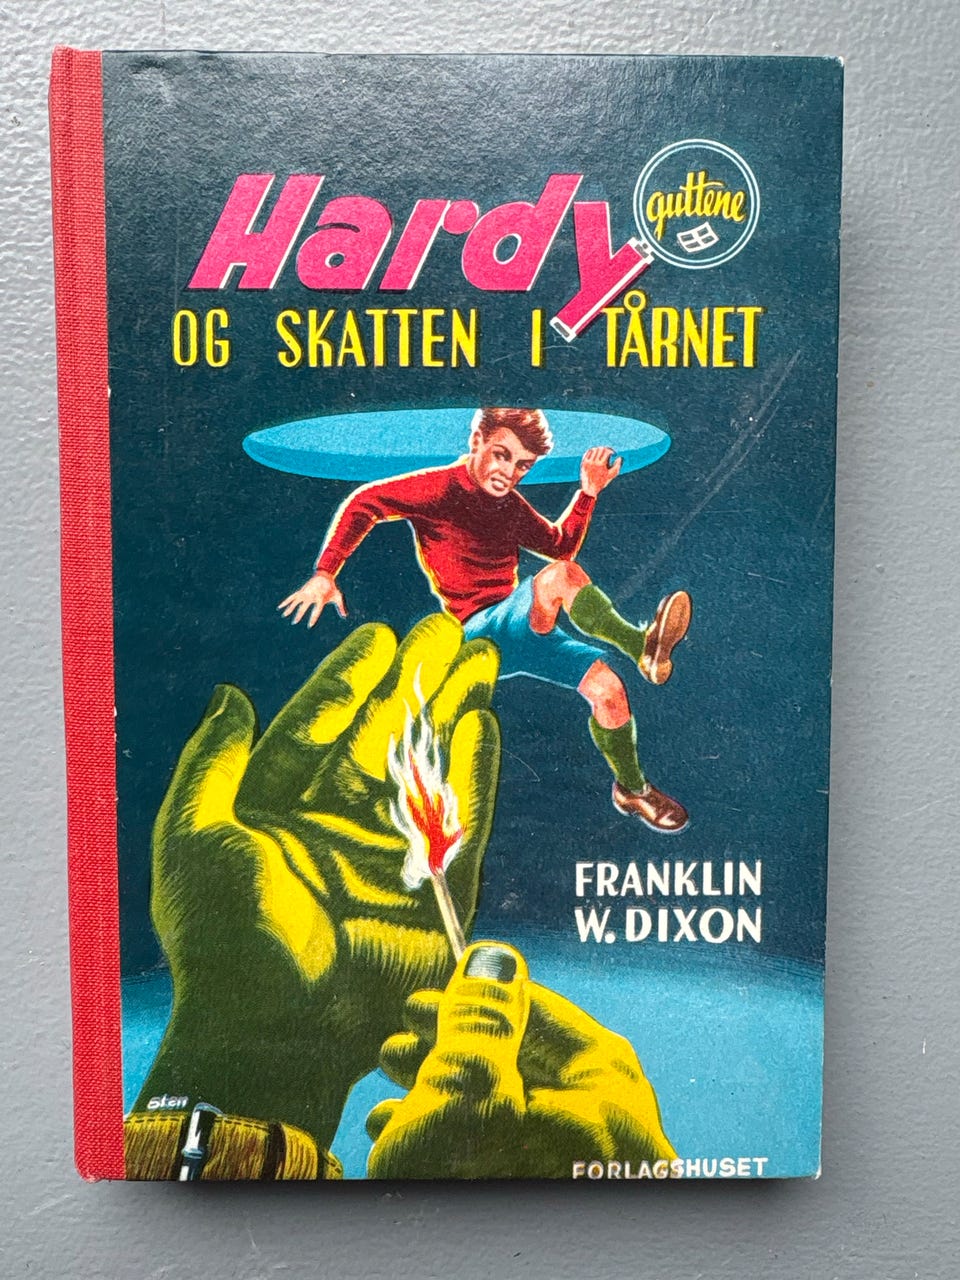 Hardy
guttene
OG SKATTEN I TÅRNET
FRANKLIN
W. DIXON
FORLAGSHUSET